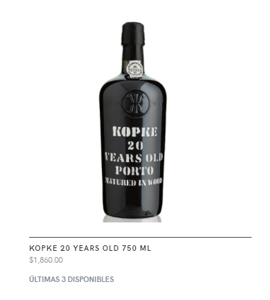 KOPKE
20
YEARS OLD
PORTO
MATURED IN WOOD
KOPKE 20 YEARS OLD 750 ML
$1,860.00
ÚLTIMAS 3 DISPONIBLES